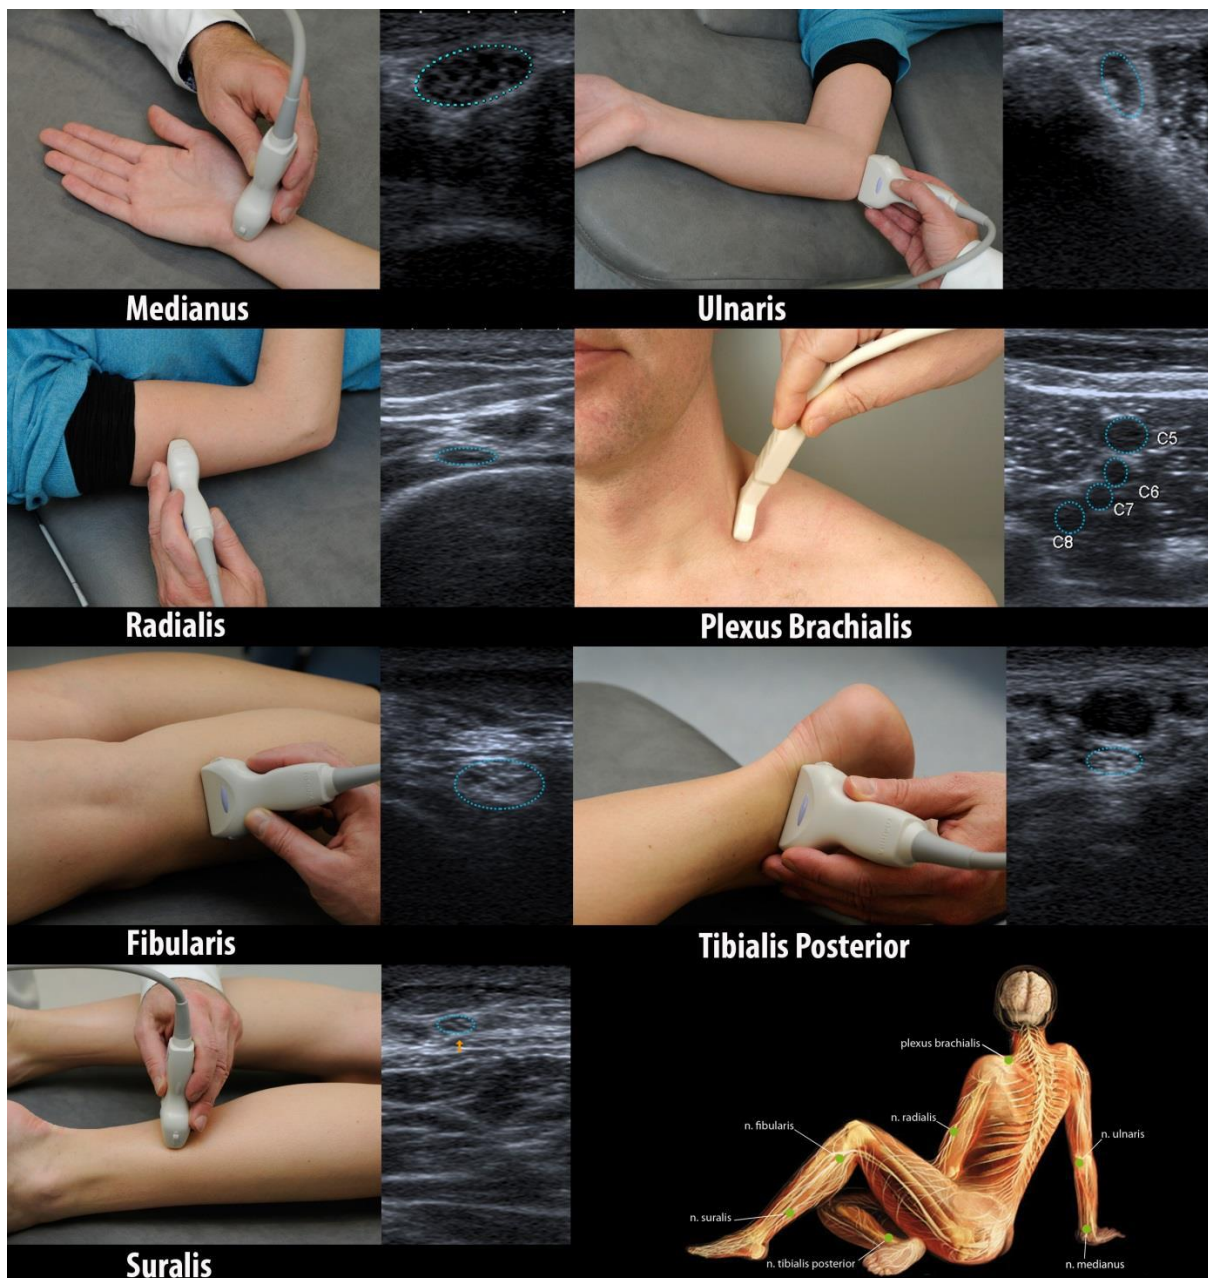 Medianus
Ulnaris
Radialis
C5
C6
C7
C8
Plexus Brachialis
Fibularis
Tibialis Posterior
Suralis
plexus brachialis
n. radialis
n. fibularis
n. ulnaris
n. suralis
n. tibialis posterior
n. medianus